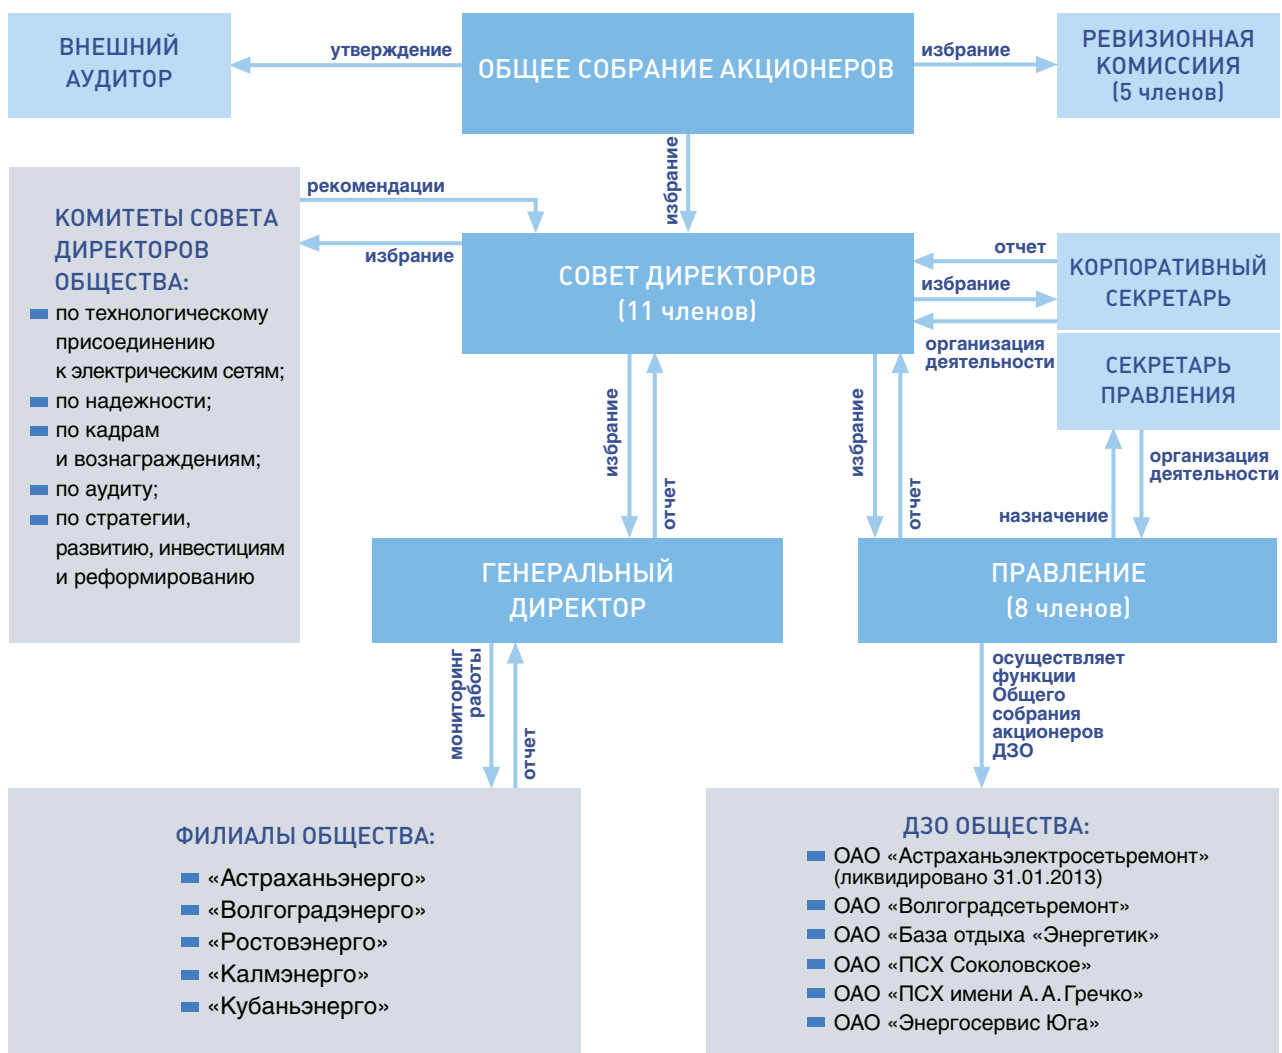 ВНЕШНИЙ
АУДИТОР
утверждение
ОБЩЕЕ СОБРАНИЕ АКЦИОНЕРОВ
избрание
РЕВИЗИОННАЯ
КОМИССИИЯ
(5 членов)
избрание
КОМИТЕТЫ СОВЕТА
ДИРЕКТОРОВ
ОБЩЕСТВА:
по технологическому
присоединению
к электрическим сетям;
по надежности;
по кадрам
и вознаграждениям;
по аудиту;
по стратегии,
развитию, инвестициям
и реформированию
рекомендации
избрание
СОВЕТ ДИРЕКТОРОВ
(11 членов)
отчет
избрание
организация
деятельности
КОРПОРАТИВНЫЙ
СЕКРЕТАРЬ
СЕКРЕТАРЬ
ПРАВЛЕНИЯ
избрание
отчет
избрание
отчет
назначение
организация
деятельности
ГЕНЕРАЛЬНЫЙ
ДИРЕКТОР
ПРАВЛЕНИЕ
(8 членов)
мониторинг
работы
отчет
осуществляет
функции
Общего
собрания
акционеров
ДЗО
ФИЛИАЛЫ ОБЩЕСТВА:
«Астраханьэнерго»
«Волгоградэнерго»
«Ростовэнерго»
«Калмэнерго»
«Кубаньэнерго»
ДЗО ОБЩЕСТВА:
ОАО «Астраханьэлектросетьремонт»
(ликвидировано 31.01.2013)
ОАО «Волгоградсетьремонт»
ОАО «База отдыха «Энергетик»
ОАО «ПСХ Соколовское»
ОАО «ПСХ имени А.А.Гречко»
ОАО «Энергосервис Юга»